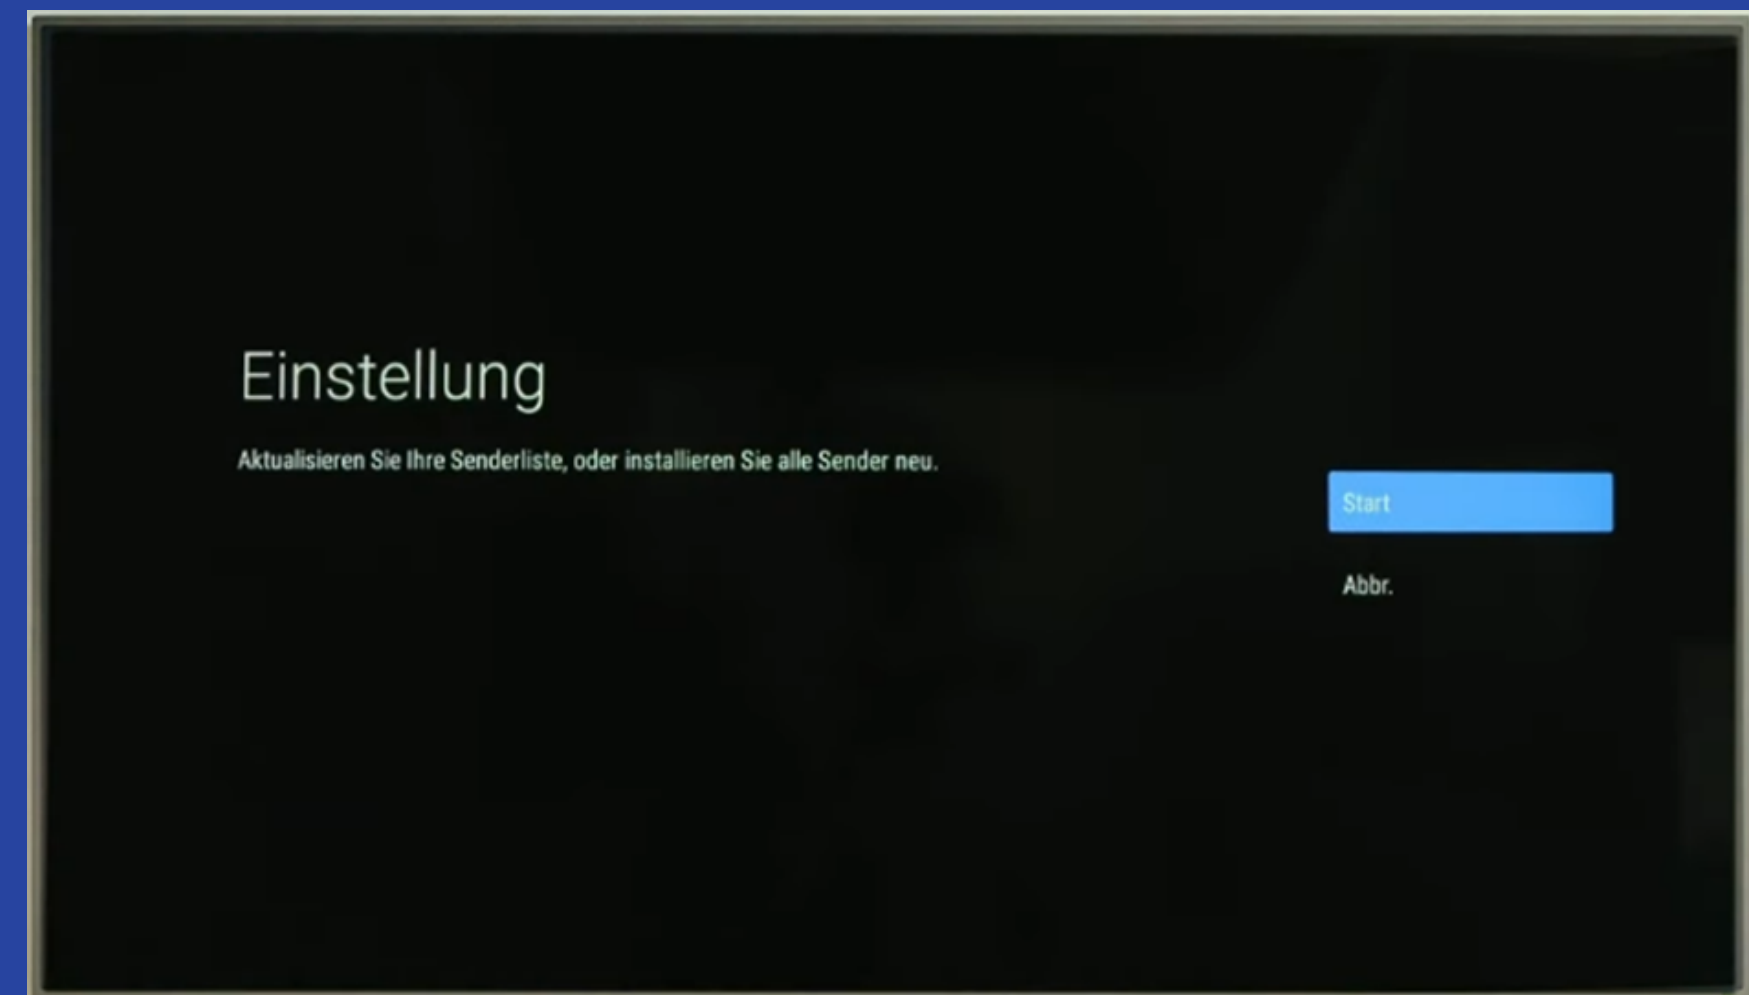 Einstellung
Aktualisieren Sie Ihre Senderliste, oder installieren Sie alle Sender neu.
Start
Abbr.